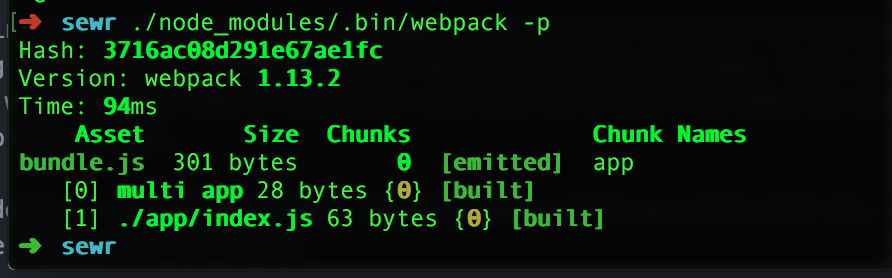 [➜ sewr ./node_modules/.bin/webpack -p
Hash: 3716ac08d291e67ae1fc
Version: webpack 1.13.2
Time: 94ms
    Asset       Size  Chunks             Chunk Names
bundle.js  301 bytes       0  [emitted]  app
   [0] multi app 28 bytes {0} [built]
   [1] ./app/index.js 63 bytes {0} [built]
➜ sewr